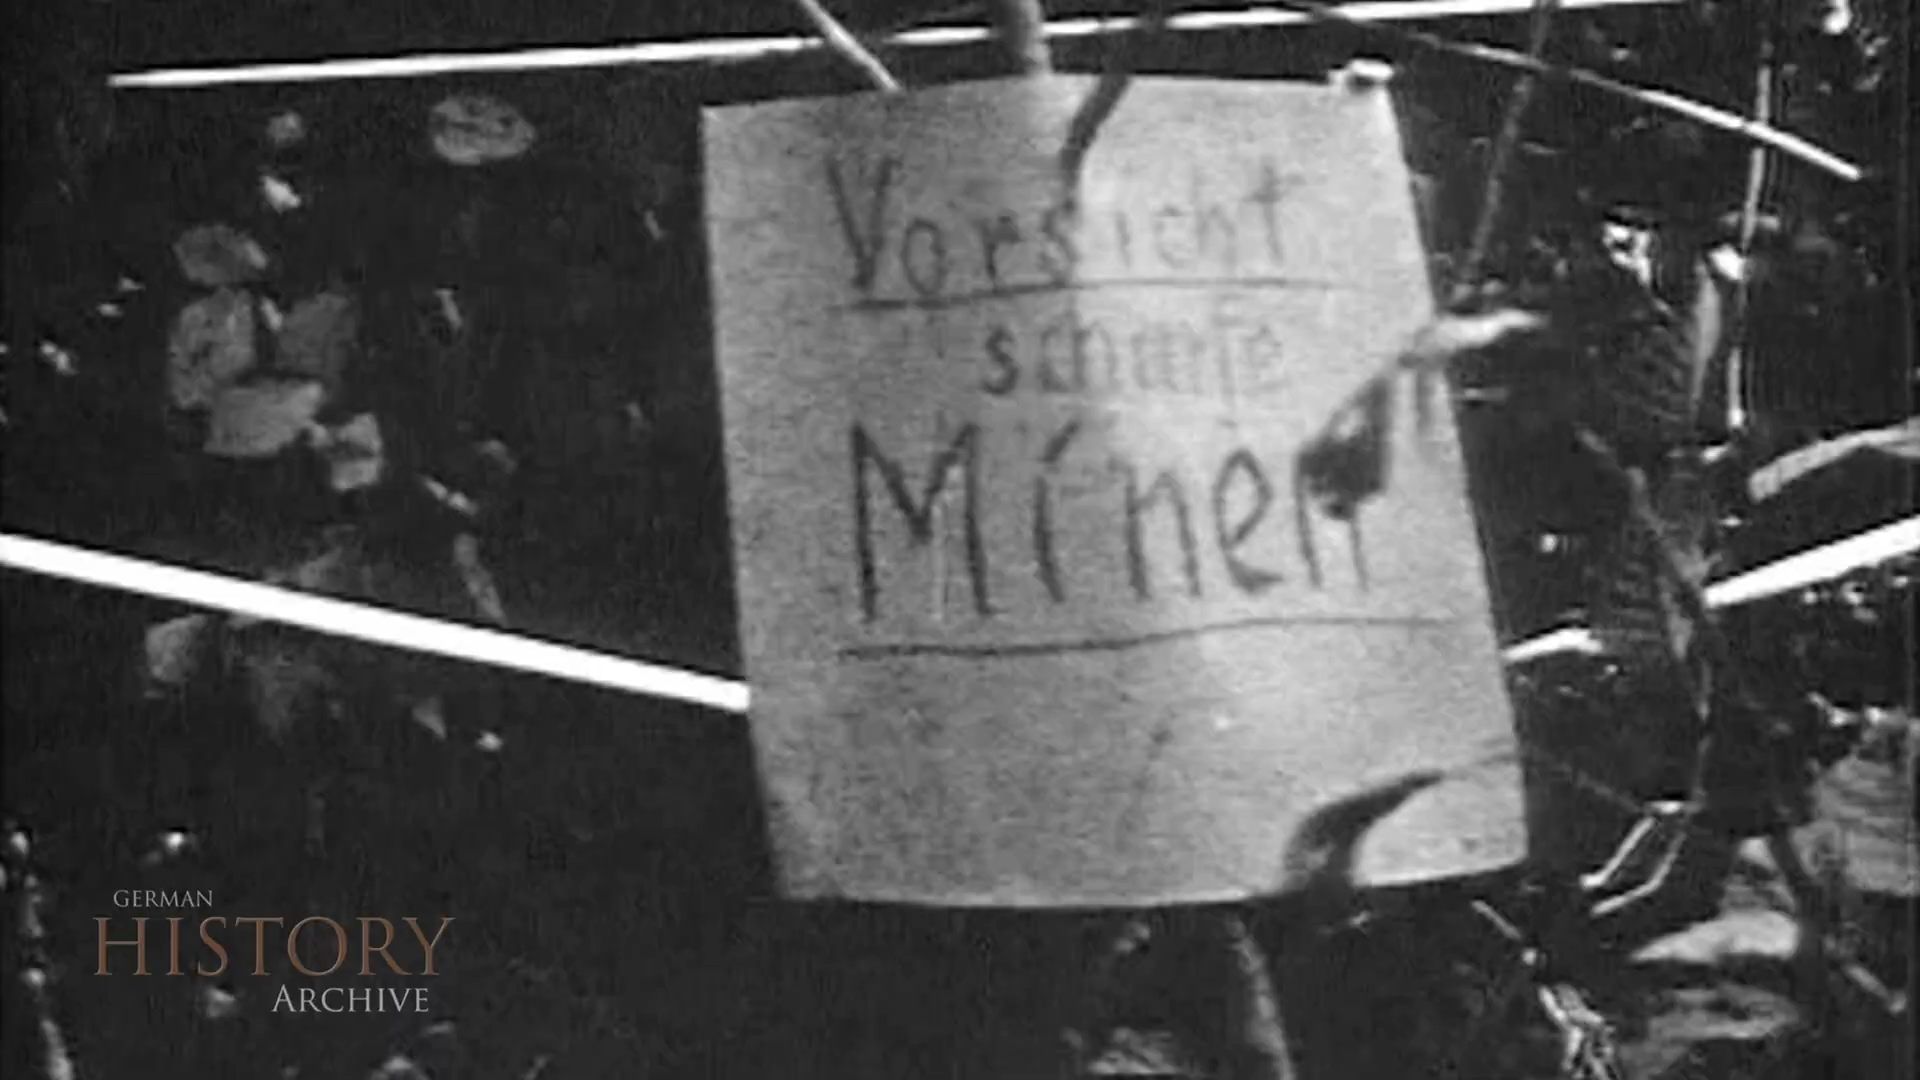 Vorsicht
scharfe
Minen
GERMAN
HISTORY
ARCHIVE